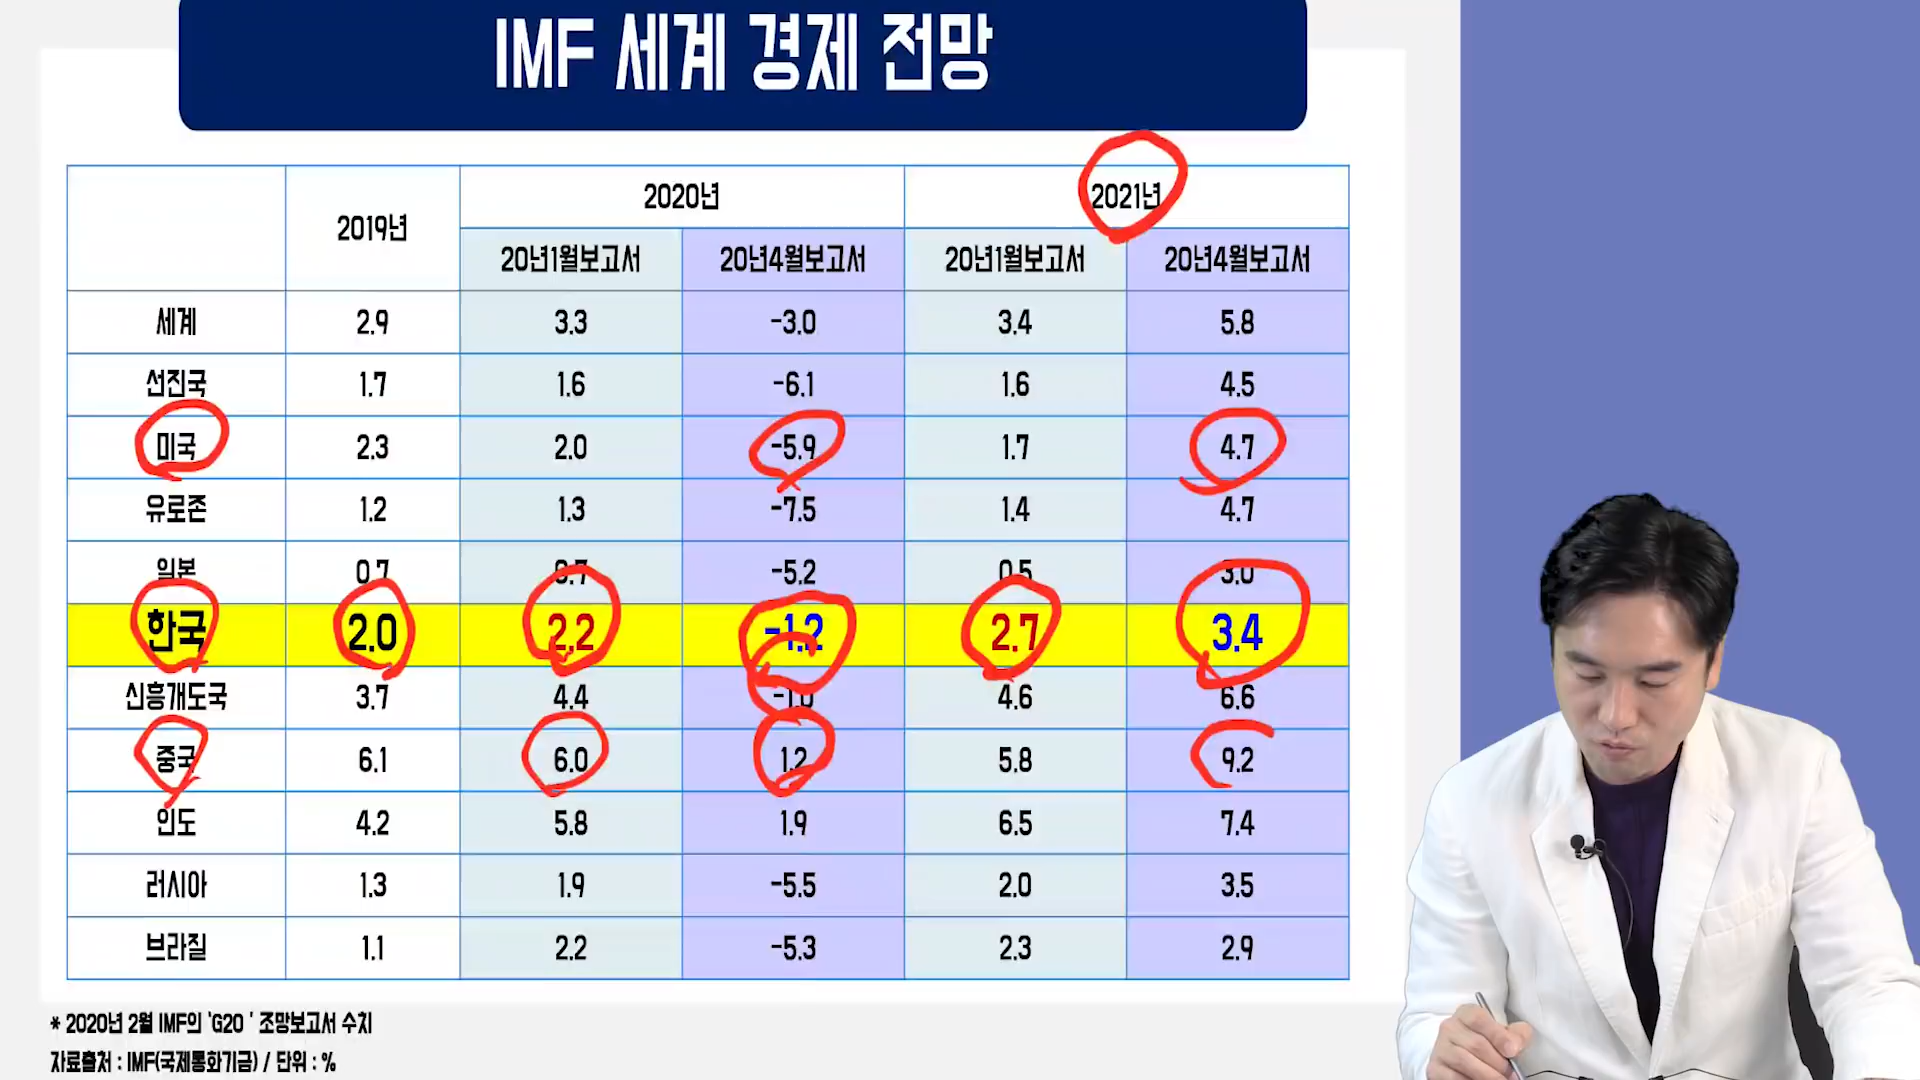 IMF 세계 경제 전망
2019년 2020년 2021년
20년1월보고서 20년4월보고서 20년1월보고서 20년4월보고서
세계 2.9 3.3 -3.0 3.4 5.8
선진국 1.7 1.6 -6.1 1.6 4.5
미국 2.3 2.0 -5.9 1.7 4.7
유로존 1.2 1.3 -7.5 1.4 4.7
일본 0.7 0.7 -5.2 0.5 3.0
한국 2.0 2.2 -1.2 2.7 3.4
신흥개도국 3.7 4.4 -1.0 4.6 6.6
중국 6.1 6.0 1.2 5.8 9.2
인도 4.2 5.8 1.9 6.5 7.4
러시아 1.3 1.9 -5.5 2.0 3.5
브라질 1.1 2.2 -5.3 2.3 2.9
* 2020년 2월 IMF의 'G20 ' 조망보고서 수치
자료출처 : IMF(국제통화기금) / 단위 : %